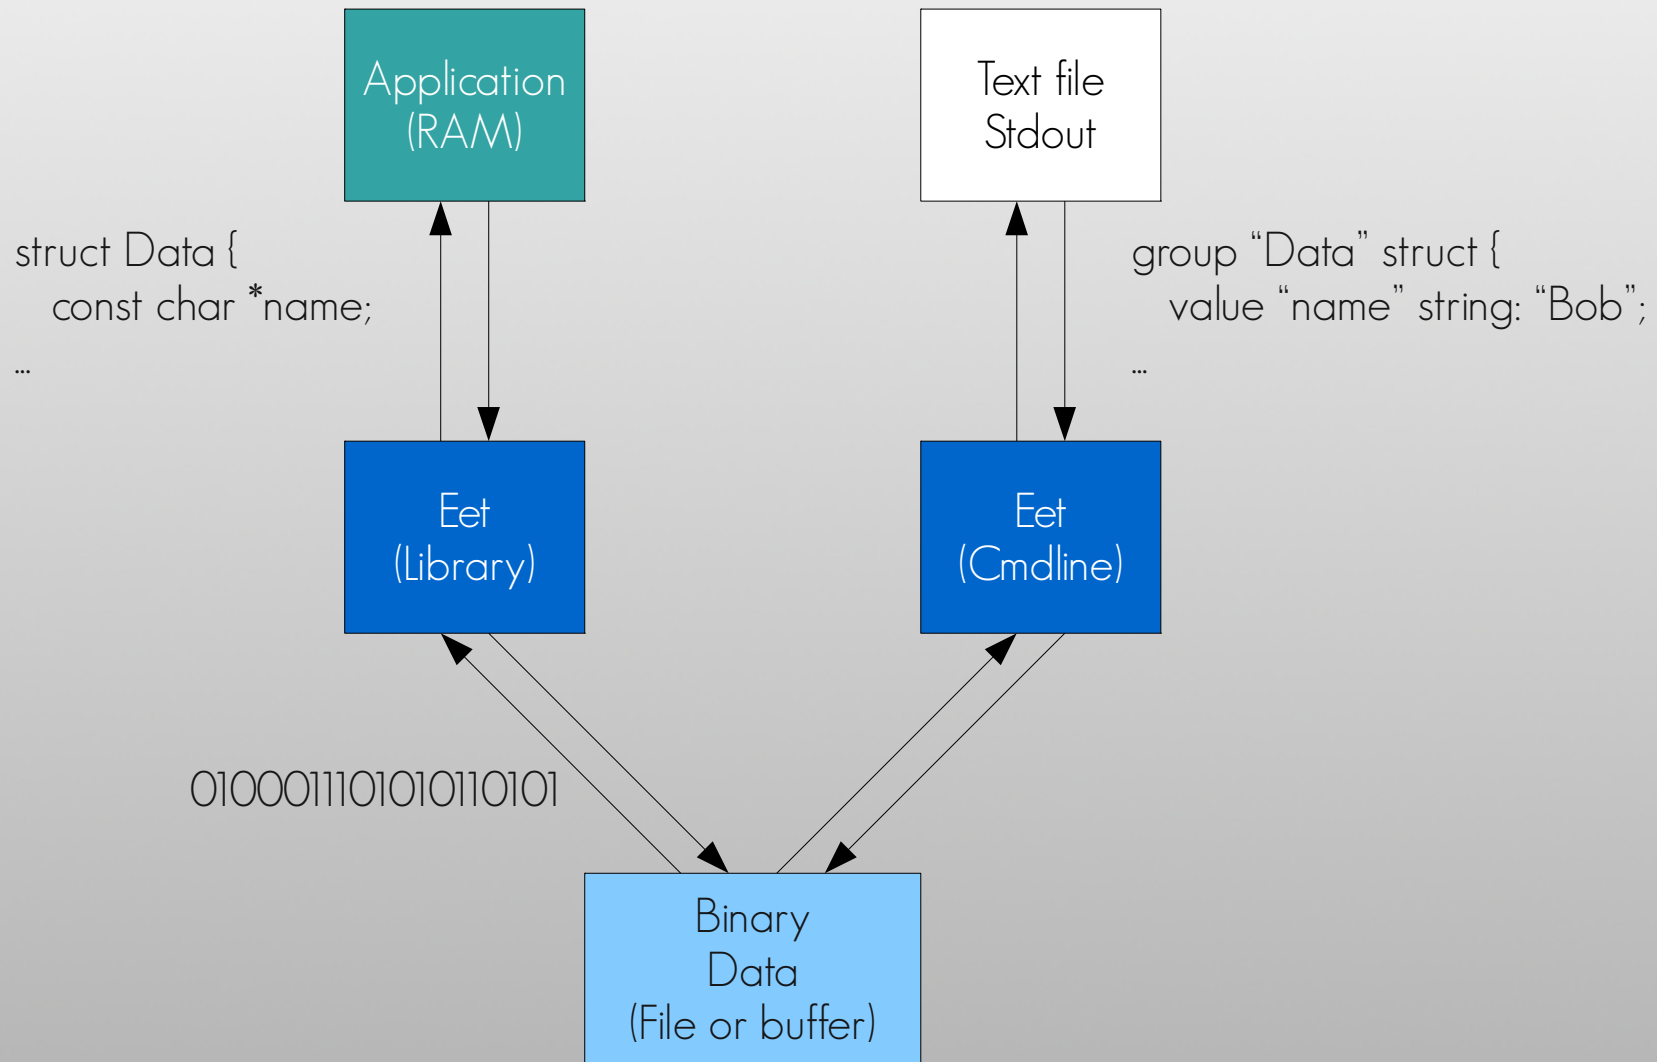 Application
(RAM)
Text file
Stdout
struct Data {
const char *name;
...
group “Data” struct {
value “name” string: “Bob”;
...
Eet
(Library)
Eet
(Cmdline)
0100011101010110101
Binary
Data
(File or buffer)